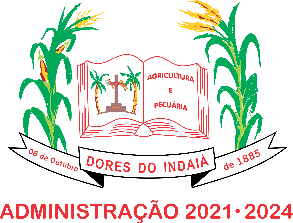 AGRICULTURA
E
PECUÁRIA
08 de Outubro DORES DO INDAIÁ de 1885
ADMINISTRAÇÃO 2021 • 2024